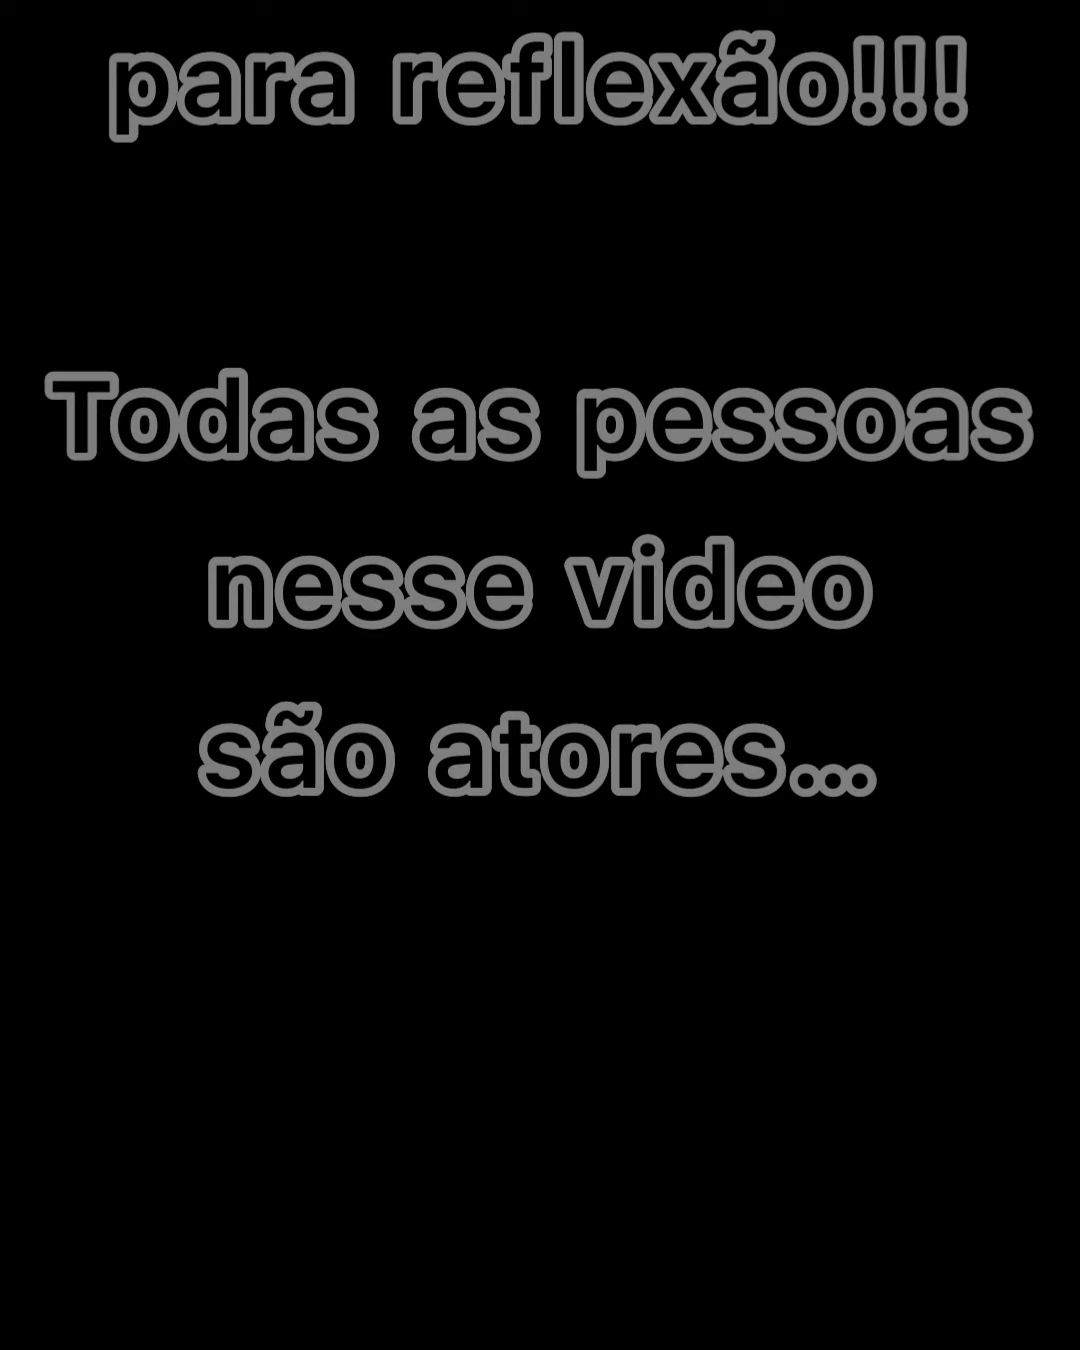 para reflexão!!!
Todas as pessoas
nesse video
são atores...